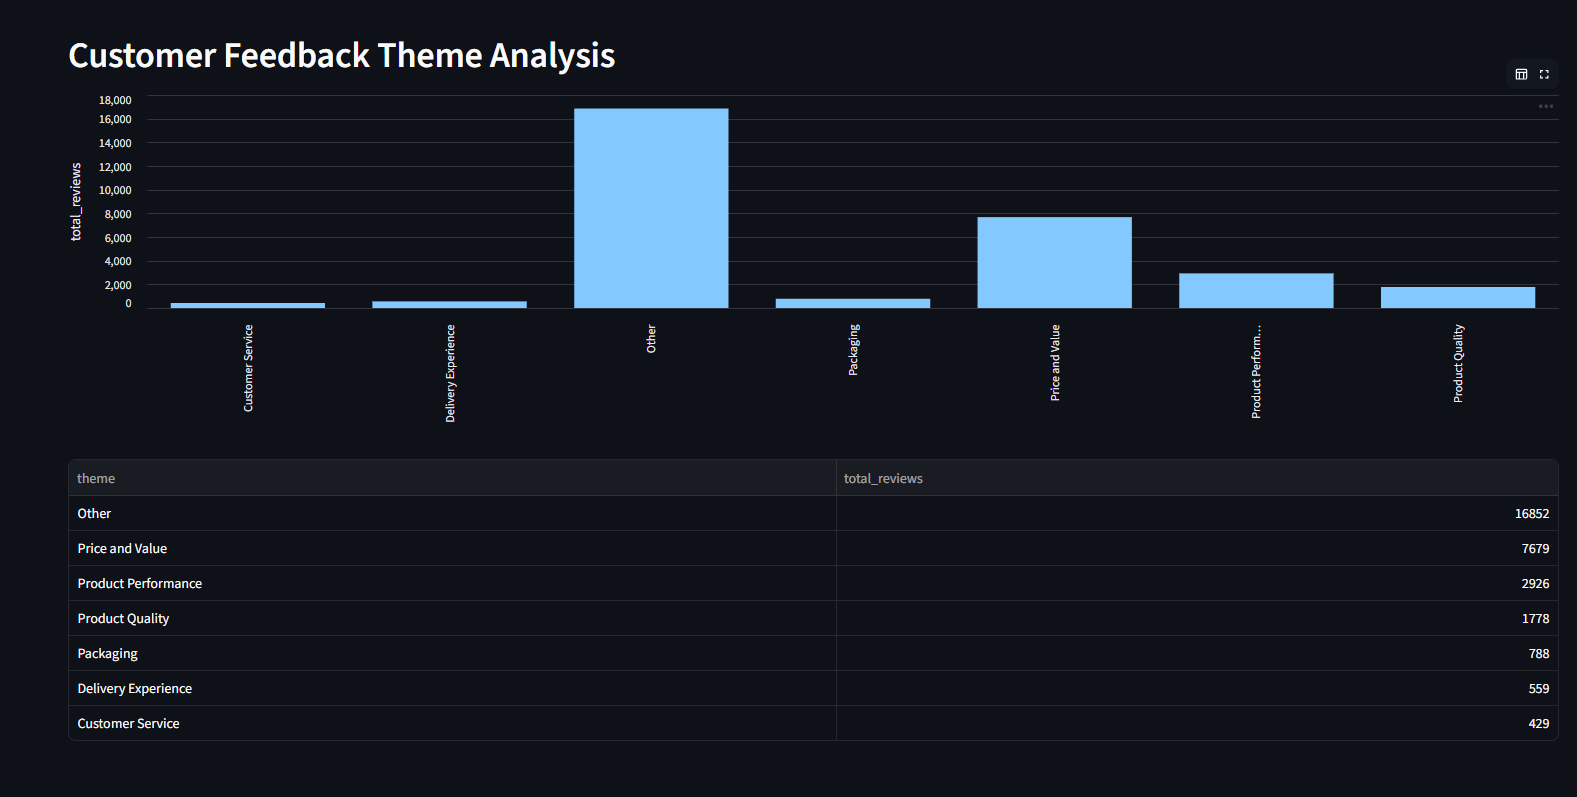 Customer Feedback Theme Analysis
18,000
16,000
14,000
12,000
10,000
8,000
6,000
4,000
2,000
0
total_reviews
Customer Service
Delivery Experience
Other
Packaging
Price and Value
Product Perform…
Product Quality
theme total_reviews
Other 16852
Price and Value 7679
Product Performance 2926
Product Quality 1778
Packaging 788
Delivery Experience 559
Customer Service 429